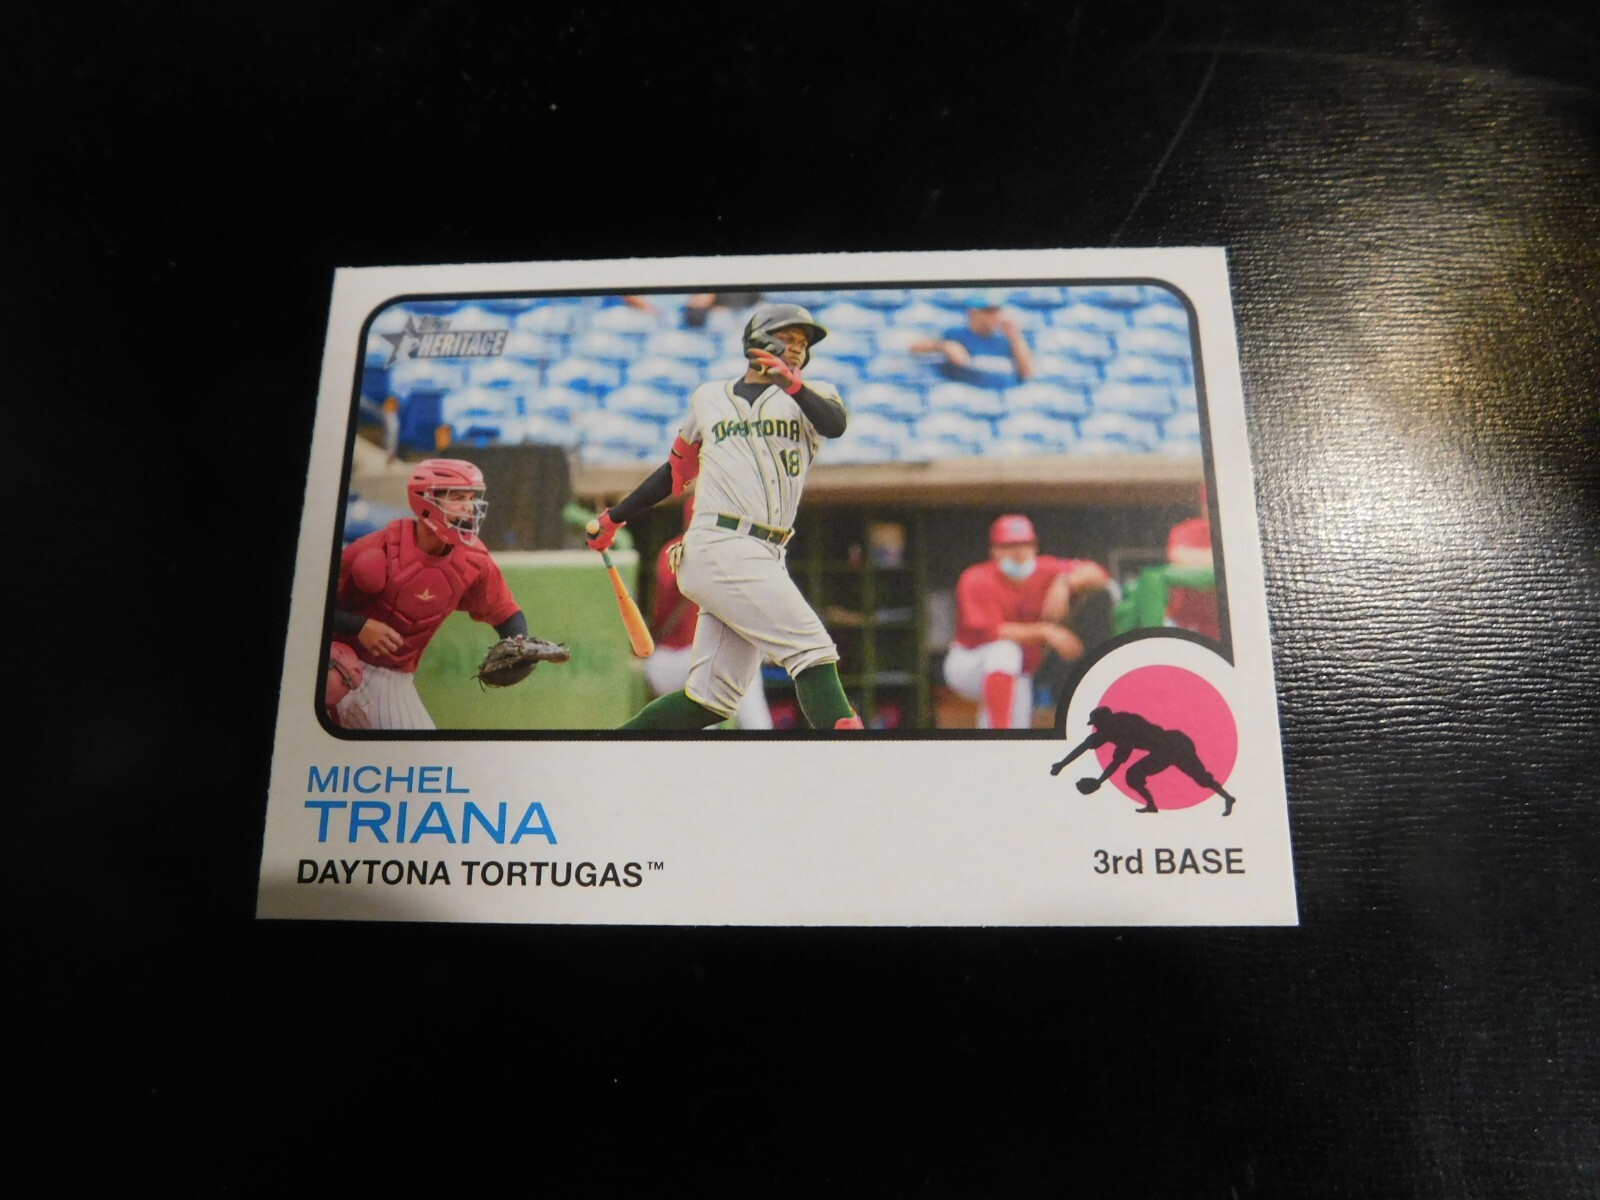 Topps
HERITAGE
DAYTONA
18
MICHEL
TRIANA
DAYTONA TORTUGAS™
3rd BASE